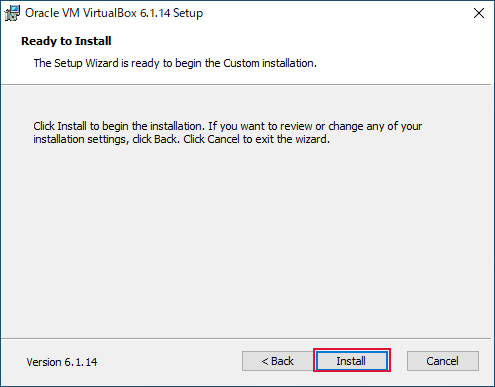 Oracle VM VirtualBox 6.1.14 Setup
Ready to Install
The Setup Wizard is ready to begin the Custom installation.
Click Install to begin the installation. If you want to review or change any of your
installation settings, click Back. Click Cancel to exit the wizard.
Version 6.1.14
< Back
Install
Cancel